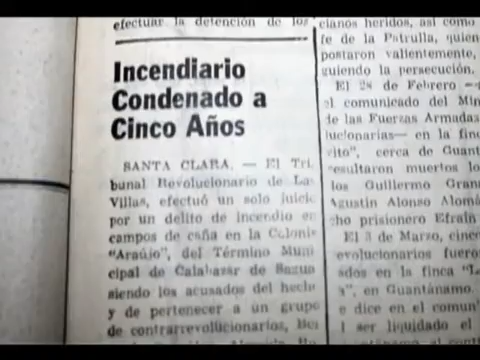 efectuar la detención de los
Incendiario
Condenado a
Cinco Años
SANTA CLARA. — El Tri
bunal Revolucionario de Las
Villas, efectuó un solo juicio
por un delito de incendio en
campos de caña en la Colonia
"Araújo", del Término Muni
cipal de Calabazar de Sagua
siendo los acusados del hecho
y de pertenecer a un grupo
de contrarrevolucionarios,
cianos heridos, así como
fe de la Patrulla, quien
postaron valientemente,
guiendo la persecución.
El 28 de Febrero —
el comunicado del Min
de las Fuerzas Armadas
lucionarias— en la finc
cito", cerca de Guant
esultaron muertos lo
los Guillermo Gran
Agustín Alonso Alom
cho prisionero Efraín
El 3 de Marzo, cinc
evolucionarios fuero
ados en la finca "L
", en Guantánamo.
e dice en el comun
l ser liquidado el